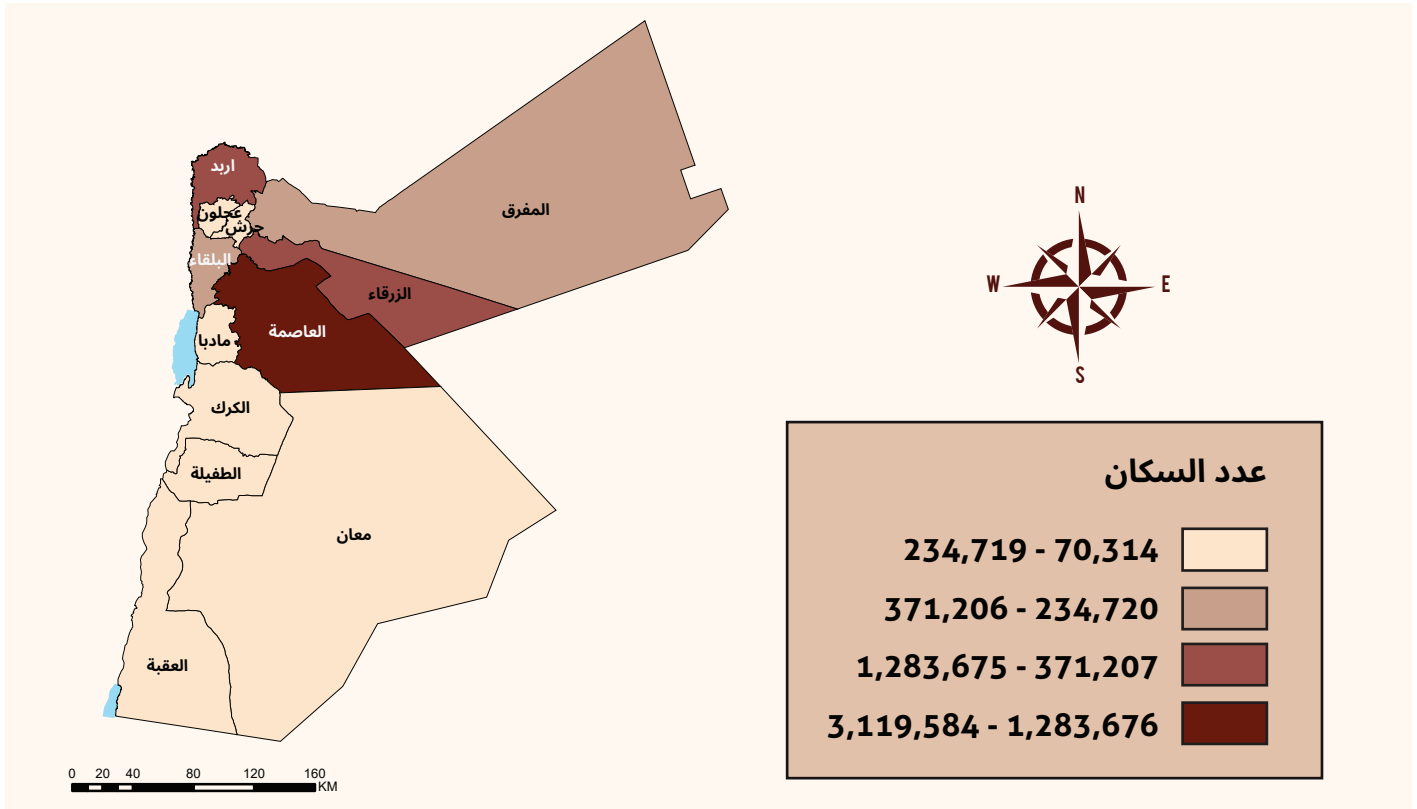 اربد
عجلون
جرش
المفرق
البلقاء
الزرقاء
العاصمة
مادبا
الكرك
الطفيلة
معان
العقبة
N
W
E
S
عدد السكان
234,719 - 70,314
371,206 - 234,720
1,283,675 - 371,207
3,119,584 - 1,283,676
0 20 40 80 120 160
KM